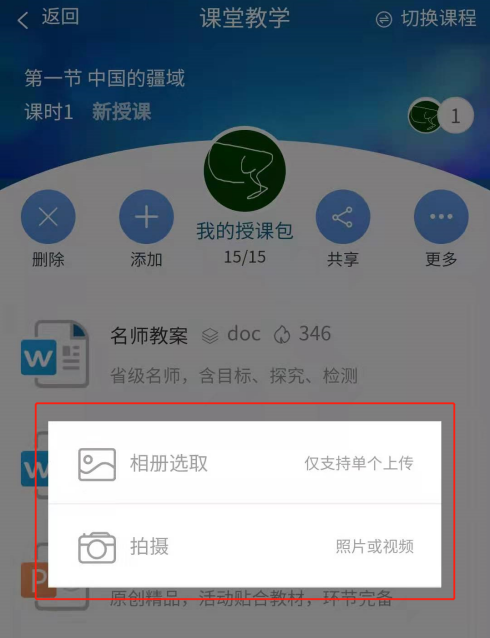 返回
课堂教学
切换课程
第一节 中国的疆域
课时1 新授课
1
我的授课包
15/15
删除
添加
共享
更多
名师教案 doc 346
省级名师，含目标、探究、检测
W
W
相册选取 仅支持单个上传
拍摄 照片或视频
P
原创精品，活动贴合教材，环节完备